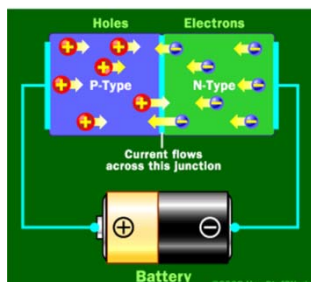 Holes Electrons
P-Type N-Type
Current flows
across this junction
Battery